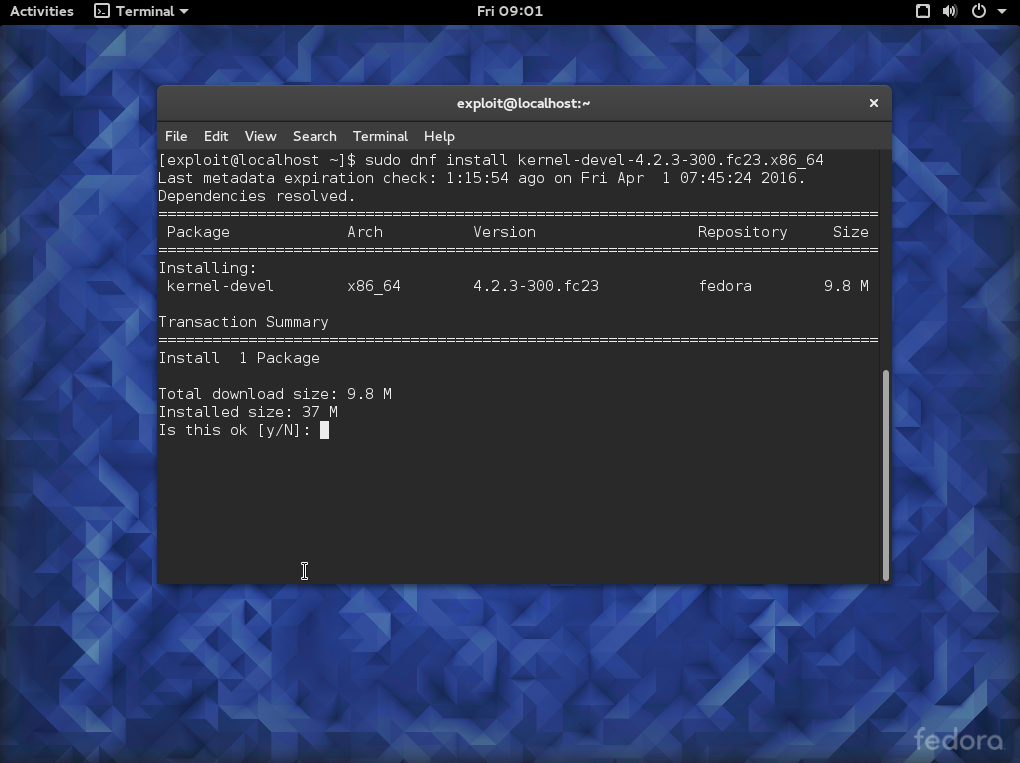 Activities Terminal Fri 09:01
exploit@localhost:~ ×
File Edit View Search Terminal Help
[exploit@localhost ~]$ sudo dnf install kernel-devel-4.2.3-300.fc23.x86_64
Last metadata expiration check: 1:15:54 ago on Fri Apr  1 07:45:24 2016.
Dependencies resolved.
================================================================================
 Package             Arch          Version                  Repository     Size
================================================================================
Installing:
 kernel-devel        x86_64        4.2.3-300.fc23           fedora        9.8 M
Transaction Summary
================================================================================
Install  1 Package
Total download size: 9.8 M
Installed size: 37 M
Is this ok [y/N]:
fedora